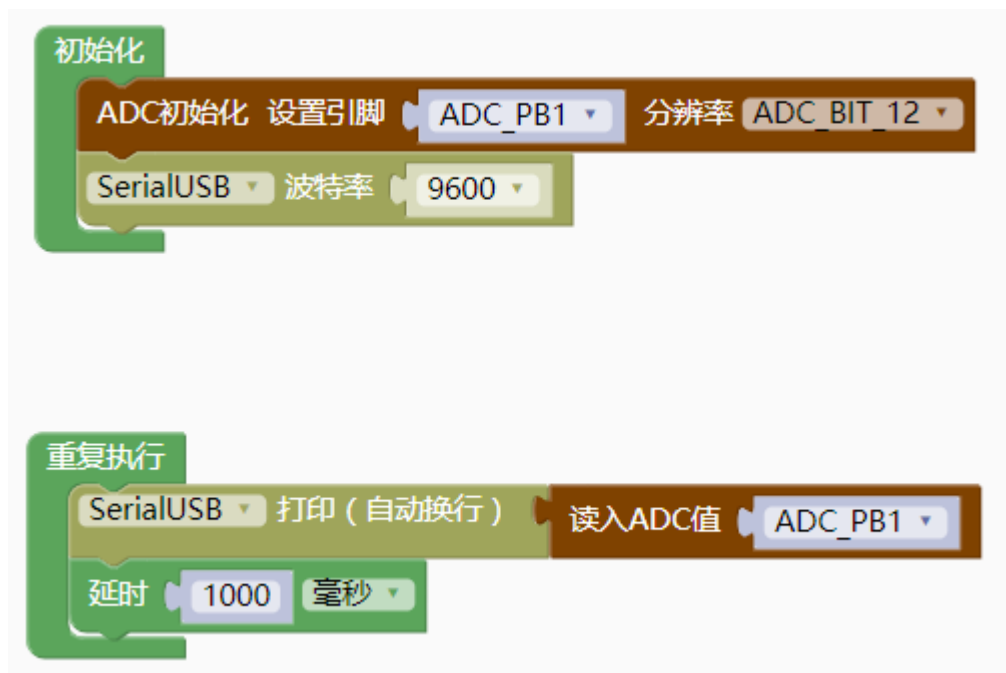 初始化
ADC初始化 设置引脚 ADC_PB1 分辨率 ADC_BIT_12
SerialUSB 波特率 9600
重复执行
SerialUSB 打印（自动换行） 读入ADC值 ADC_PB1
延时 1000 毫秒